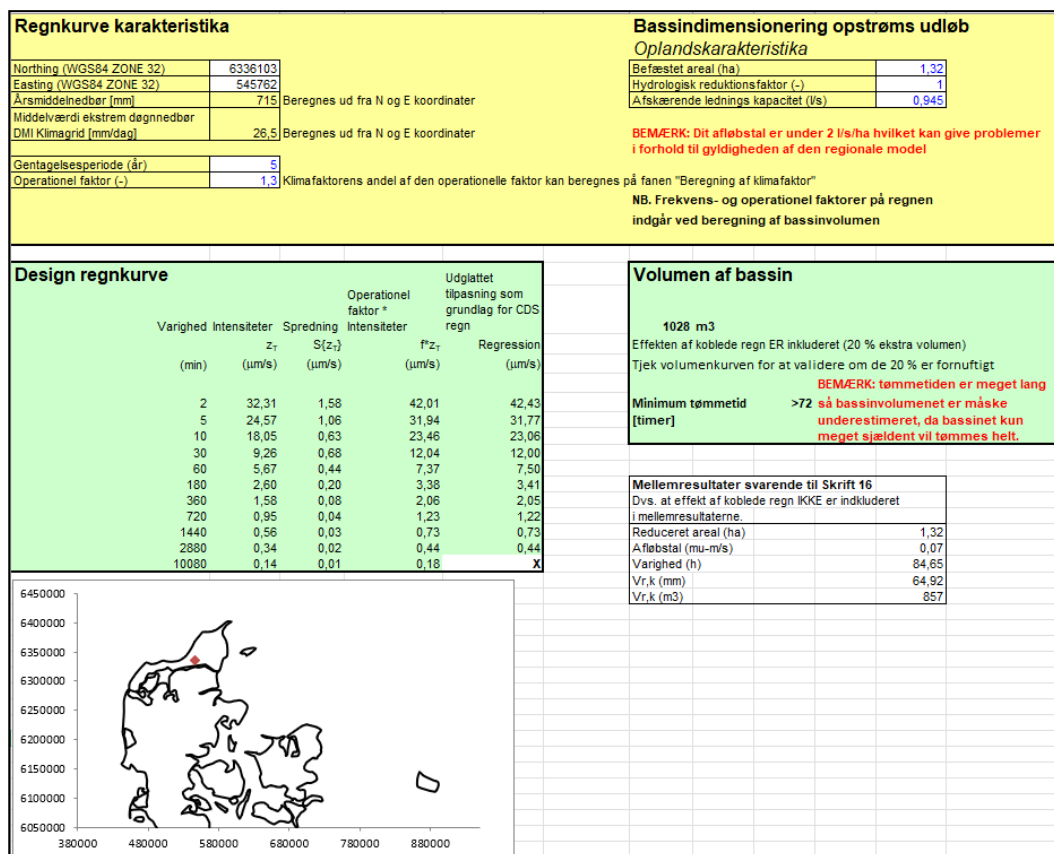 Regnkurve karakteristika
Northing (WGS84 ZONE 32) 6336103
Easting (WGS84 ZONE 32) 545762
Årsmiddelnedbør [mm] 715 Beregnes ud fra N og E koordinater
Middelværdi ekstrem døgnnedbør
DMI Klimagrid [mm/dag] 26,5 Beregnes ud fra N og E koordinater
Gentagelsesperiode (år) 5
Operationel faktor (-) 1,3 Klimafaktorens andel af den operationelle faktor kan beregnes på fanen "Beregning af klimafaktor"
Bassindimensionering opstrøms udløb
Oplandskarakteristika
Befæstet areal (ha) 1,32
Hydrologisk reduktionsfaktor (-) 1
Afskærende lednings kapacitet (l/s) 0,945
BEMÆRK: Dit afløbstal er under 2 l/s/ha hvilket kan give problemer
i forhold til gyldigheden af den regionale model
NB. Frekvens- og operationel faktorer på regnen
indgår ved beregning af bassinvolumen
Design regnkurve
Udglattet
Operationel tilpasning som
faktor * grundlag for CDS
Varighed Intensiteter Spredning Intensiteter regn
z_T S{z_T} f*z_T Regression
(min) (µm/s) (µm/s) (µm/s) (µm/s)
2 32,31 1,58 42,01 42,43
5 24,57 1,06 31,94 31,77
10 18,05 0,63 23,46 23,06
30 9,26 0,68 12,04 12,00
60 5,67 0,44 7,37 7,50
180 2,60 0,20 3,38 3,41
360 1,58 0,08 2,06 2,05
720 0,95 0,04 1,23 1,22
1440 0,56 0,03 0,73 0,73
2880 0,34 0,02 0,44 0,44
10080 0,14 0,01 0,18 X
Volumen af bassin
1028 m3
Effekten af koblede regn ER inkluderet (20 % ekstra volumen)
Tjek volumenkurven for at validere om de 20 % er fornuftigt
BEMÆRK: tømmetiden er meget lang
Minimum tømmetid >72 så bassinvolumenet er måske
[timer] underestimeret, da bassinet kun
meget sjældent vil tømmes helt.
Mellemresultater svarende til Skrift 16
Dvs. at effekt af koblede regn IKKE er indkluderet
i mellemresultaterne.
Reduceret areal (ha) 1,32
Afløbstal (mu-m/s) 0,07
Varighed (h) 84,65
Vr,k (mm) 64,92
Vr,k (m3) 857
6450000
6400000
6350000
6300000
6250000
6200000
6150000
6100000
6050000
380000 480000 580000 680000 780000 880000